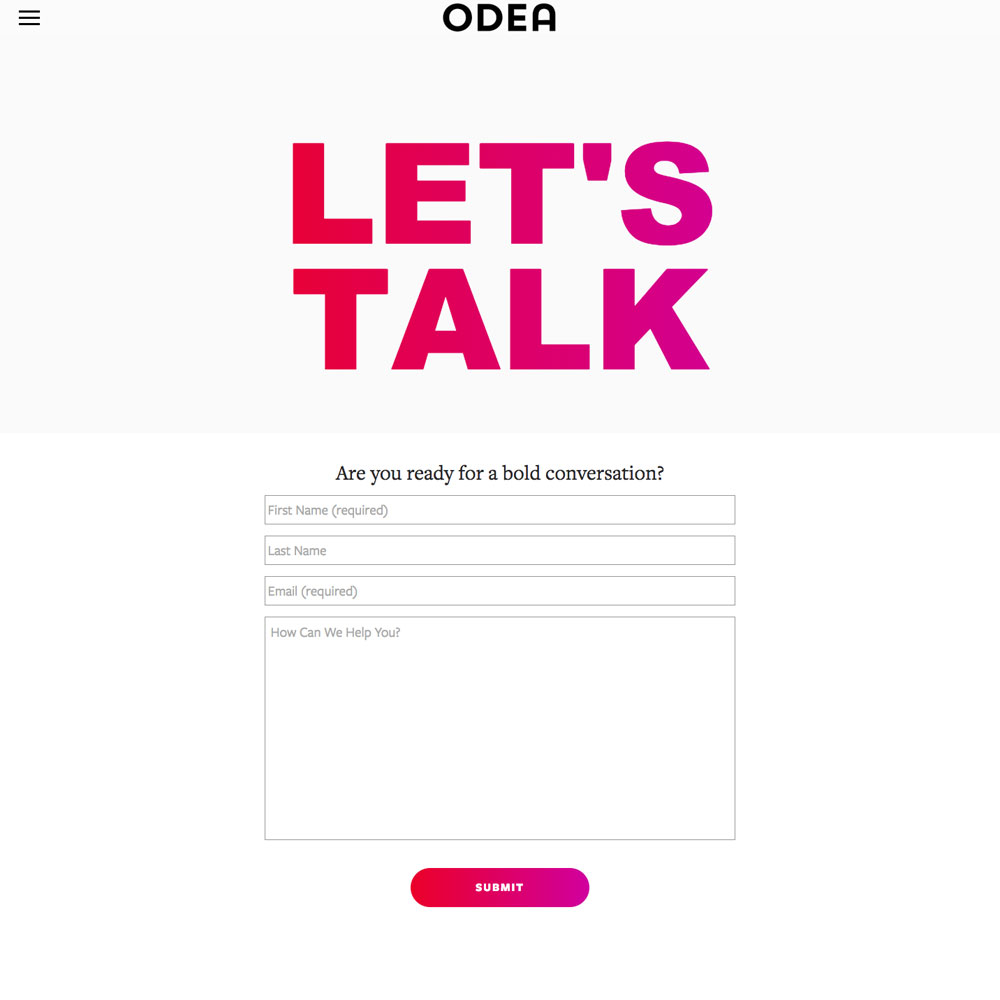 ODEA
LET'S
TALK
Are you ready for a bold conversation?
First Name (required)
Last Name
Email (required)
How Can We Help You?
SUBMIT